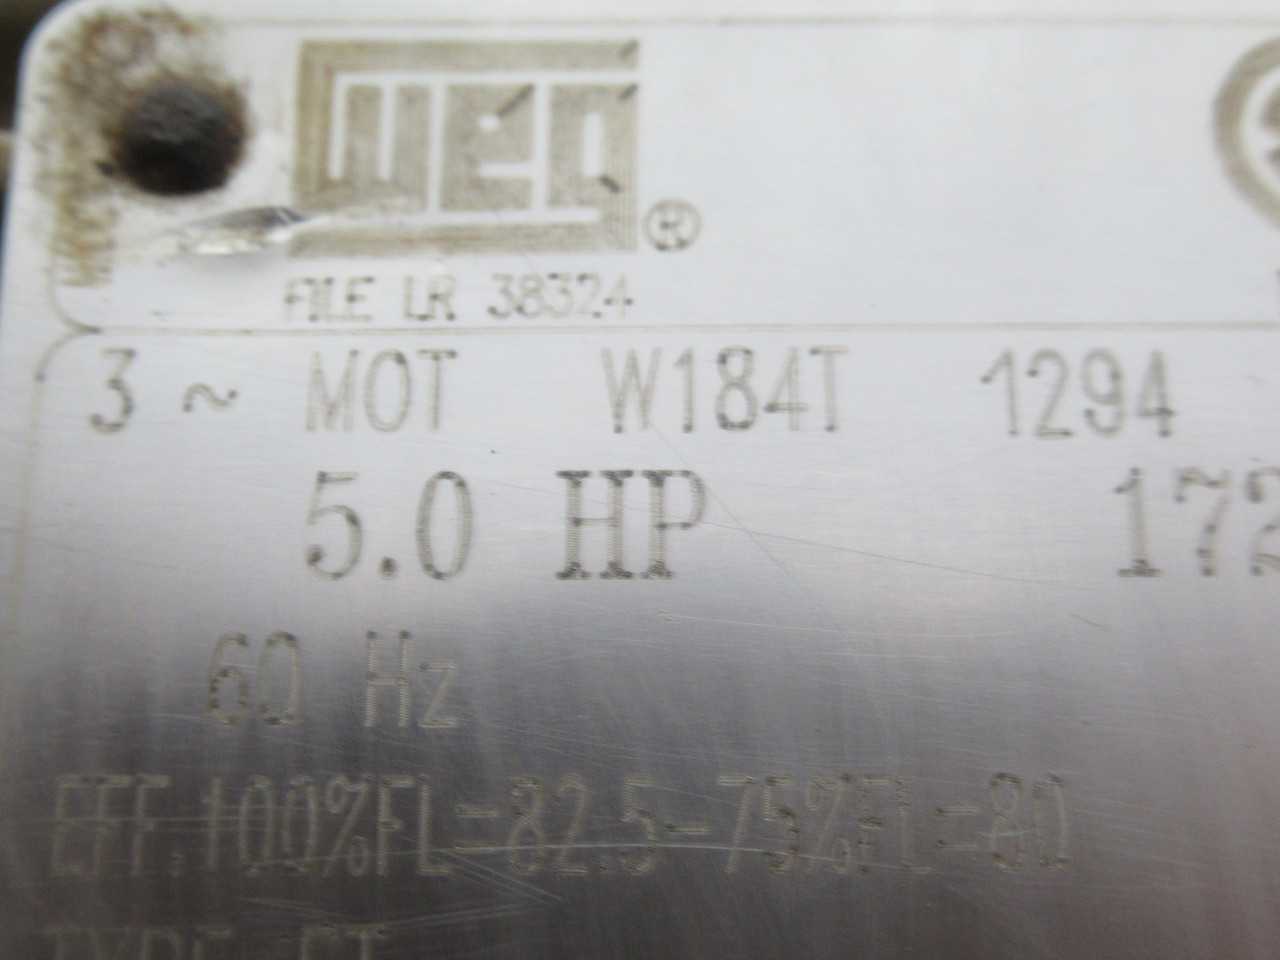 weg ®
FILE LR 38324
3 ~ MOT W184T 1294
5.0 HP 172
60 Hz
EFF.100%FL=82.5-75%FL=80